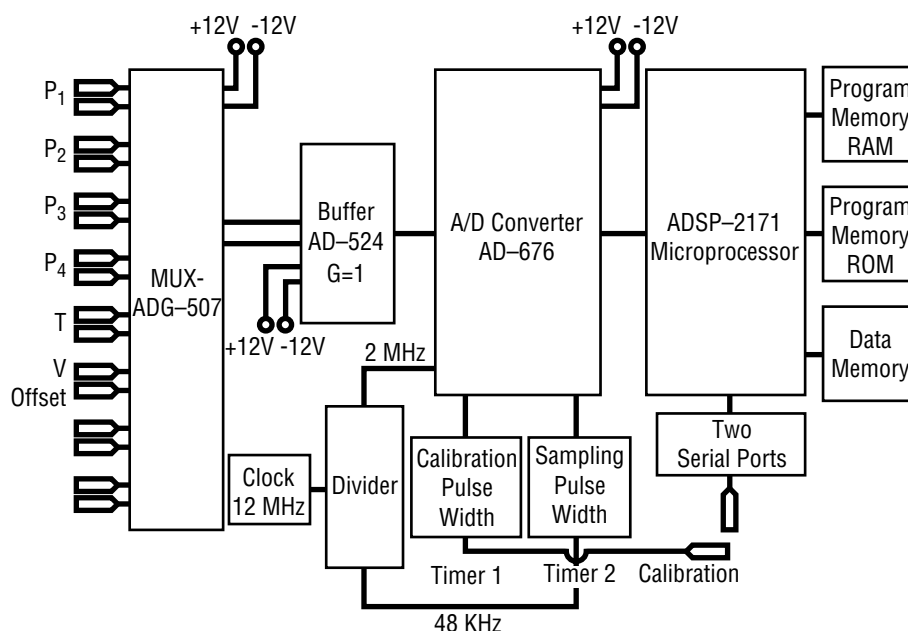 +12V -12V
+12V -12V
P1
P2
P3
P4
T
V
Offset
MUX-
ADG–507
Buffer
AD–524
G=1
+12V -12V
A/D Converter
AD–676
ADSP–2171
Microprocessor
Program
Memory
RAM
Program
Memory
ROM
Data
Memory
2 MHz
Clock
12 MHz
Divider
Calibration
Pulse
Width
Sampling
Pulse
Width
Two
Serial Ports
Timer 1
Timer 2
Calibration
48 KHz